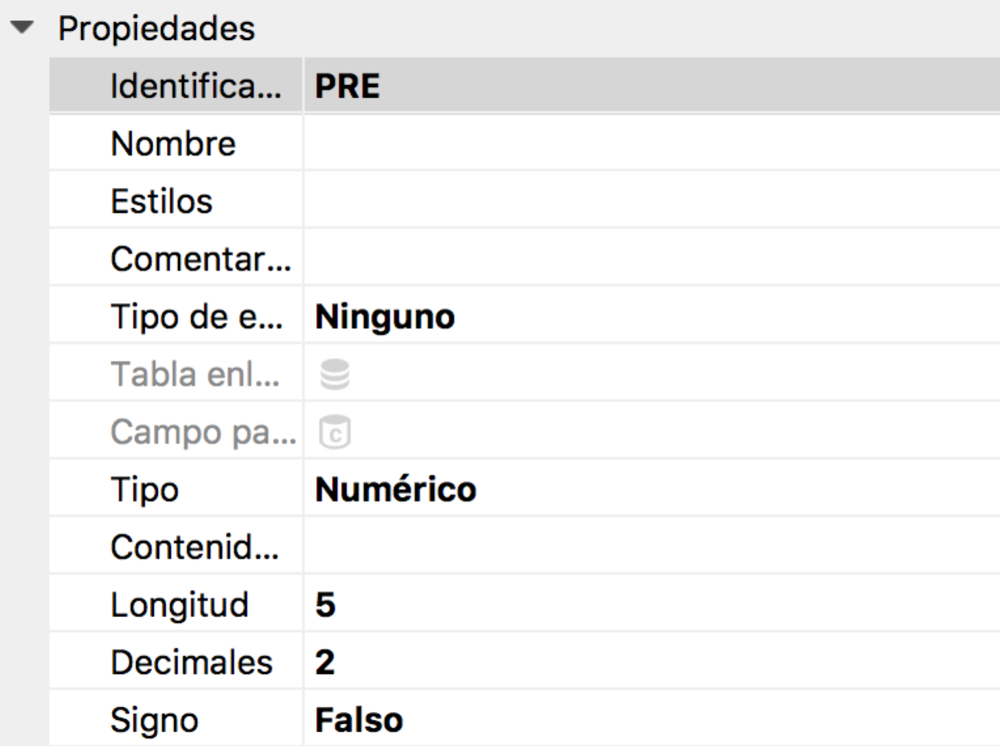 Propiedades
Identifica... PRE
Nombre
Estilos
Comentar...
Tipo de e... Ninguno
Tabla enl...
Campo pa... c
Tipo Numérico
Contenid...
Longitud 5
Decimales 2
Signo Falso